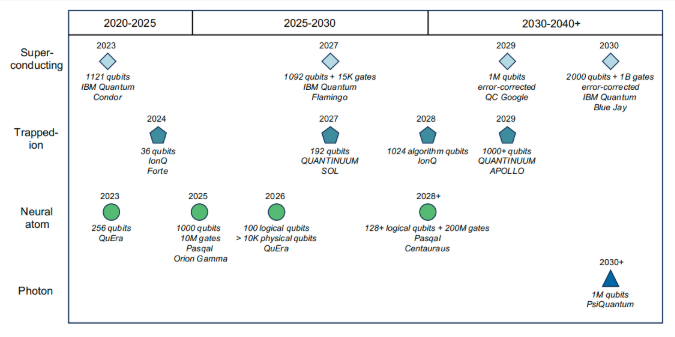 2020-2025
2025-2030
2030-2040+
Super-
conducting
2023
1121 qubits
IBM Quantum
Condor
2027
1092 qubits + 15K gates
IBM Quantum
Flamingo
2029
1M qubits
error-corrected
QC Google
2030
2000 qubits + 1B gates
error-corrected
IBM Quantum
Blue Jay
Trapped-
ion
2024
36 qubits
IonQ
Forte
2027
192 qubits
QUANTINUUM
SOL
2028
1024 algorithm qubits
IonQ
2029
1000+ qubits
QUANTINUUM
APOLLO
Neural
atom
2023
256 qubits
QuEra
2025
1000 qubits
10M gates
Pasqal
Orion Gamma
2026
100 logical qubits
> 10K physical qubits
QuEra
2028+
128+ logical qubits + 200M gates
Pasqal
Centauraus
Photon
2030+
1M qubits
PsiQuantum